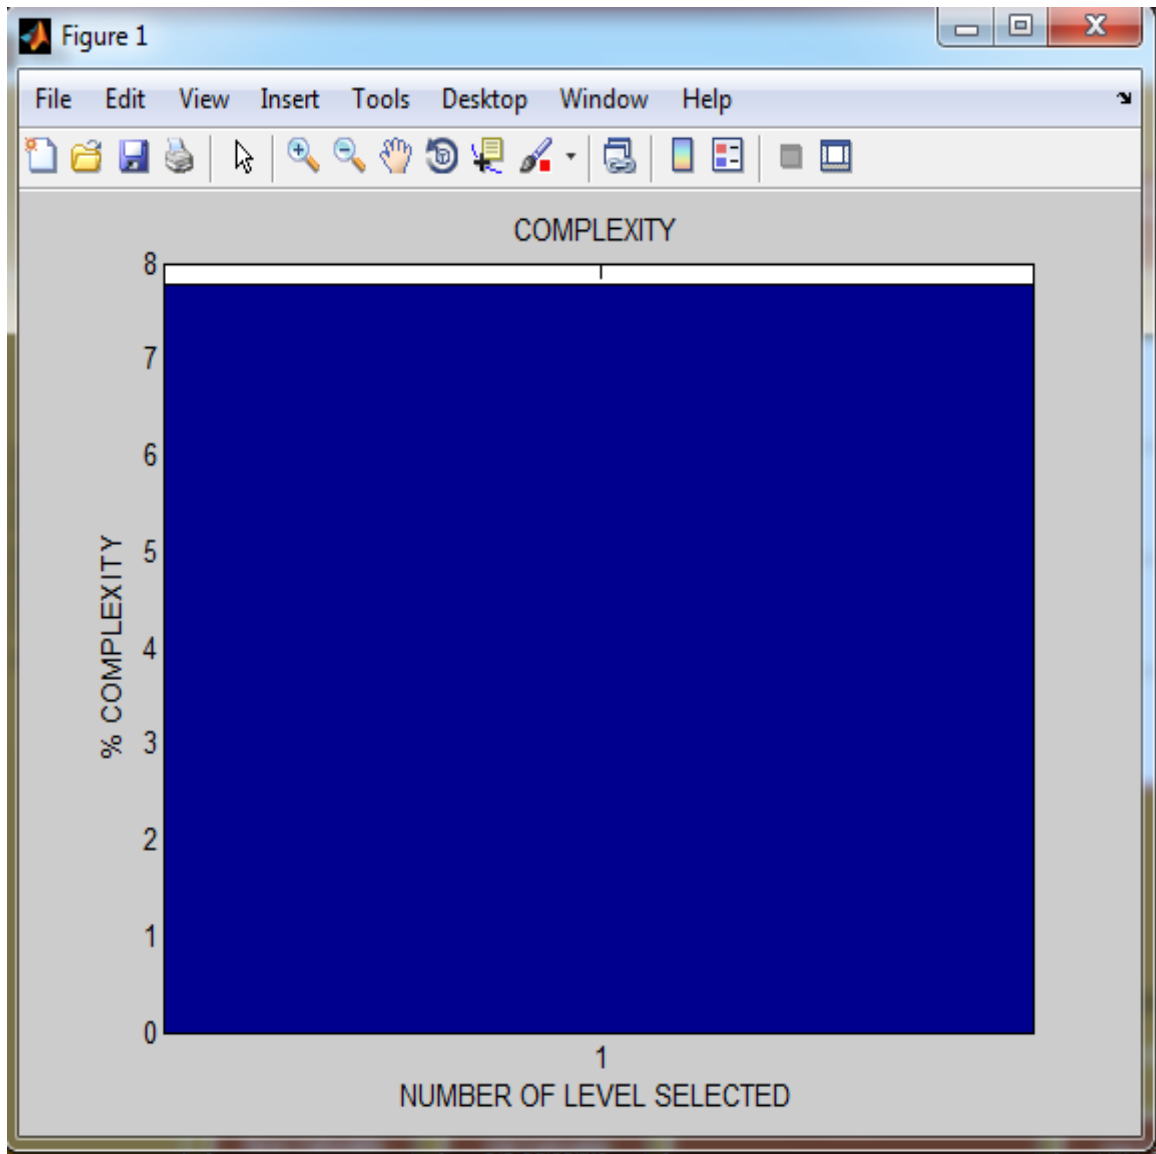 Figure 1
File Edit View Insert Tools Desktop Window Help
COMPLEXITY
8
7
6
5
4
3
2
1
0
% COMPLEXITY
1
NUMBER OF LEVEL SELECTED